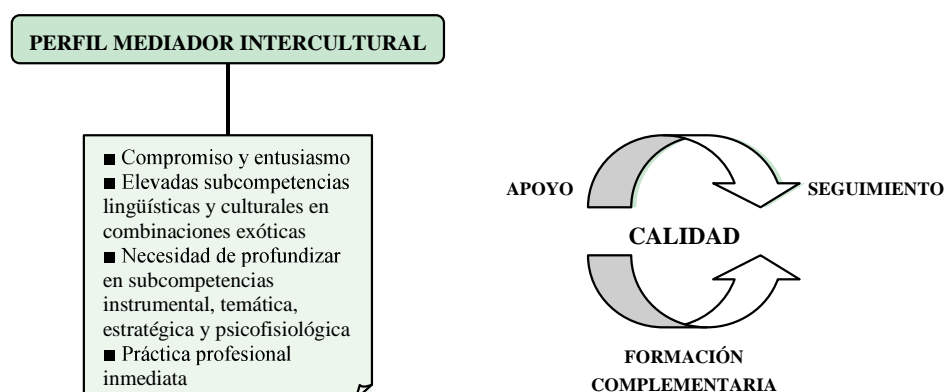 PERFIL MEDIADOR INTERCULTURAL
■ Compromiso y entusiasmo
■ Elevadas subcompetencias
lingüísticas y culturales en
combinaciones exóticas
■ Necesidad de profundizar
en subcompetencias
instrumental, temática,
estratégica y psicofisiológica
■ Práctica profesional
inmediata
APOYO
SEGUIMIENTO
CALIDAD
FORMACIÓN
COMPLEMENTARIA